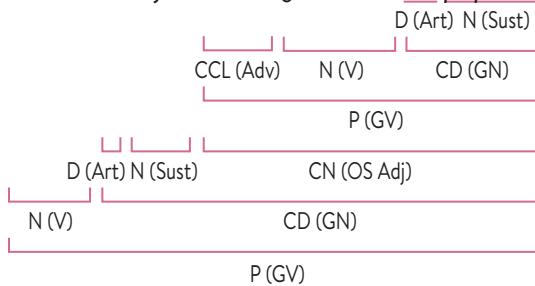 D (Art) N (Sust)
CCL (Adv) N (V) CD (GN)
P (GV)
D (Art) N (Sust) CN (OS Adj)
N (V) CD (GN)
P (GV)